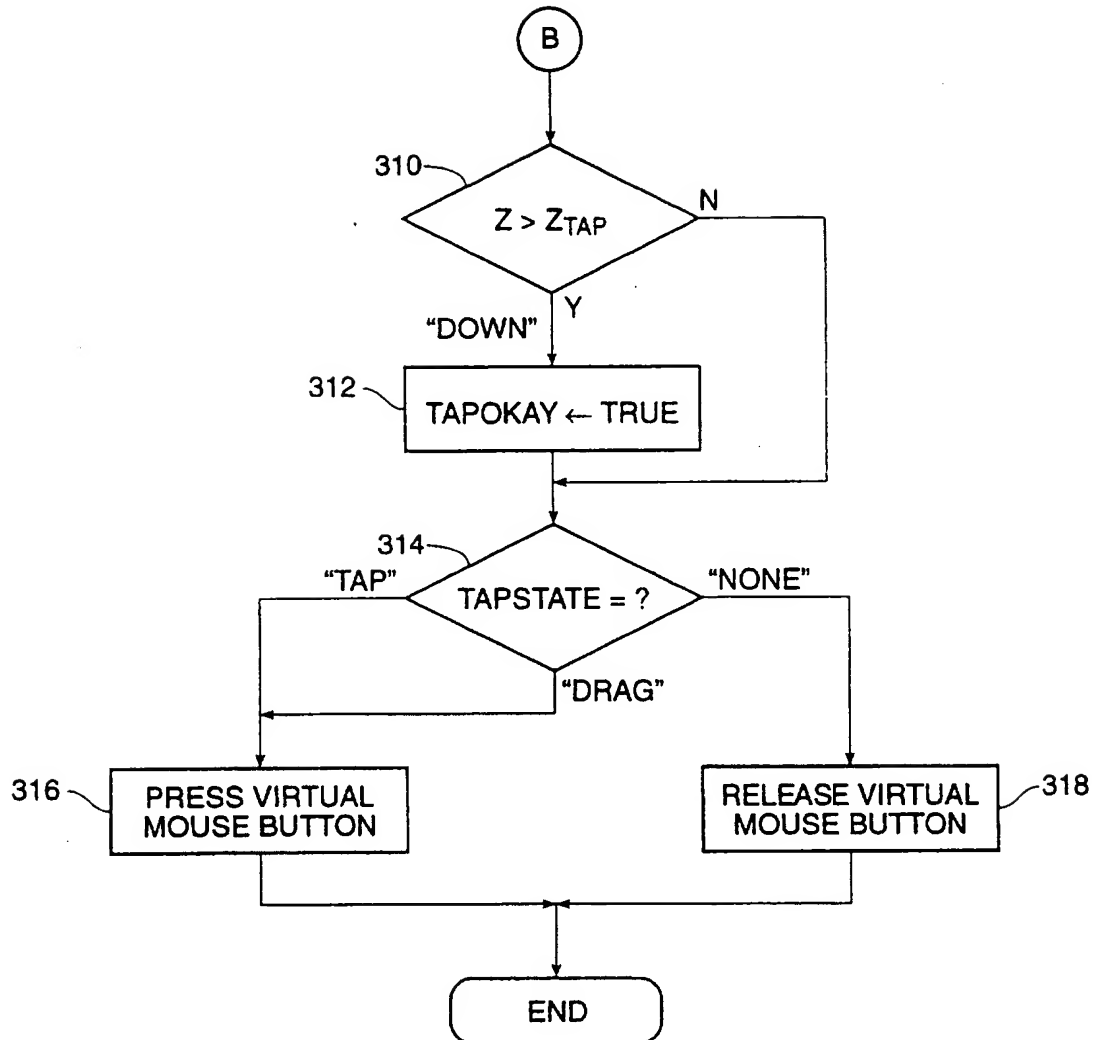 B
310
Z > ZTAP
N
Y
“DOWN”
312
TAPOKAY ← TRUE
314
“TAP”
TAPSTATE = ?
“NONE”
“DRAG”
316
PRESS VIRTUAL
MOUSE BUTTON
RELEASE VIRTUAL
MOUSE BUTTON
318
END